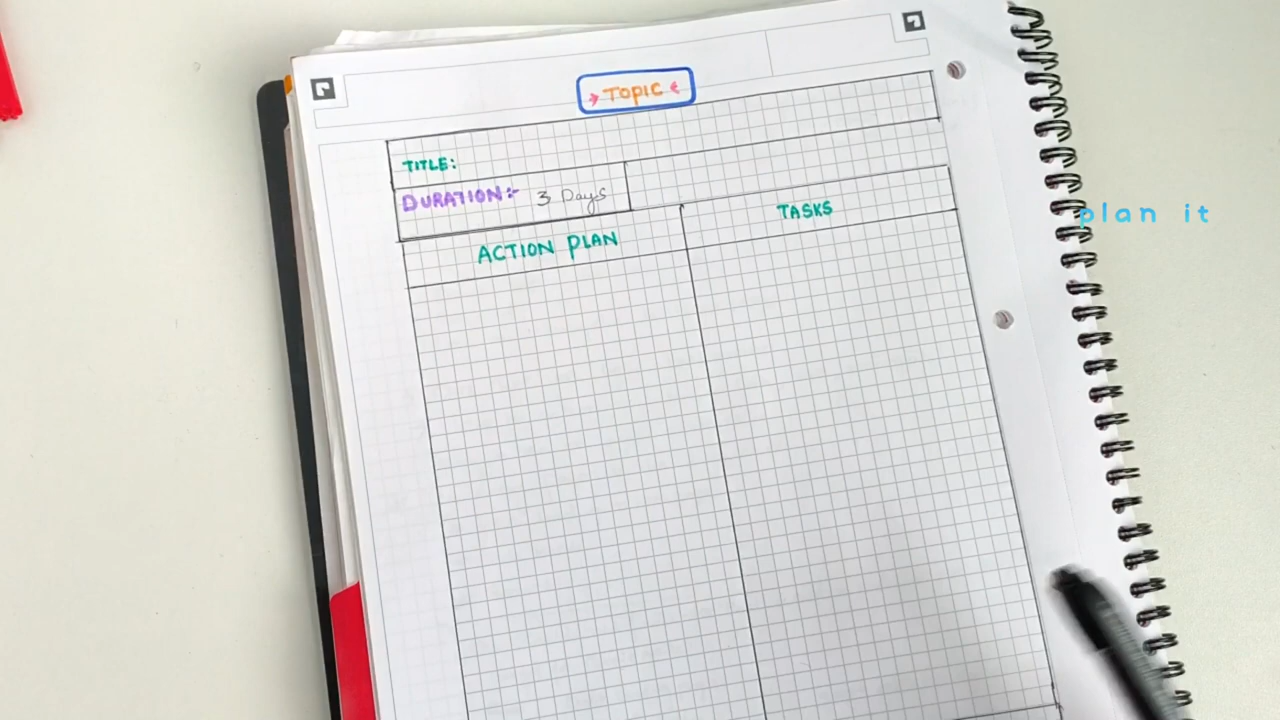 TOPIC
TITLE:
DURATION:- 3 Days
ACTION PLAN
TASKS
plan it